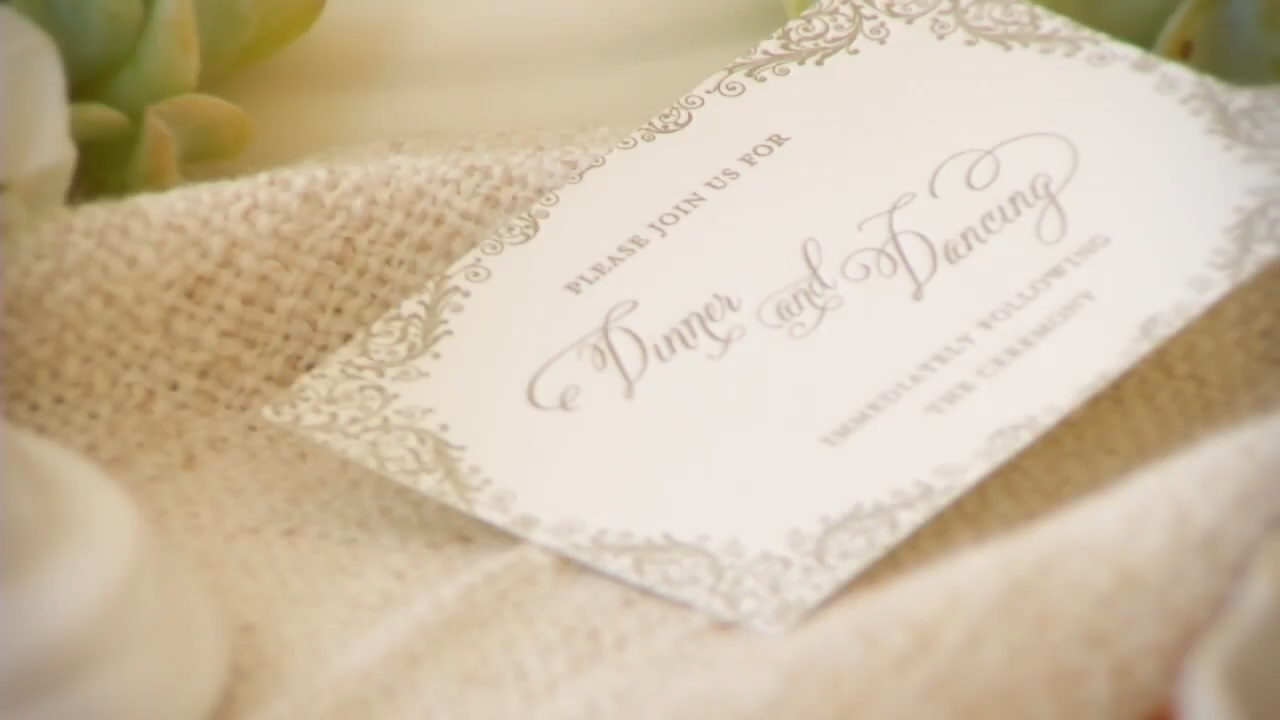 PLEASE JOIN US FOR
Dinner and Dancing
IMMEDIATELY FOLLOWING
THE CEREMONY